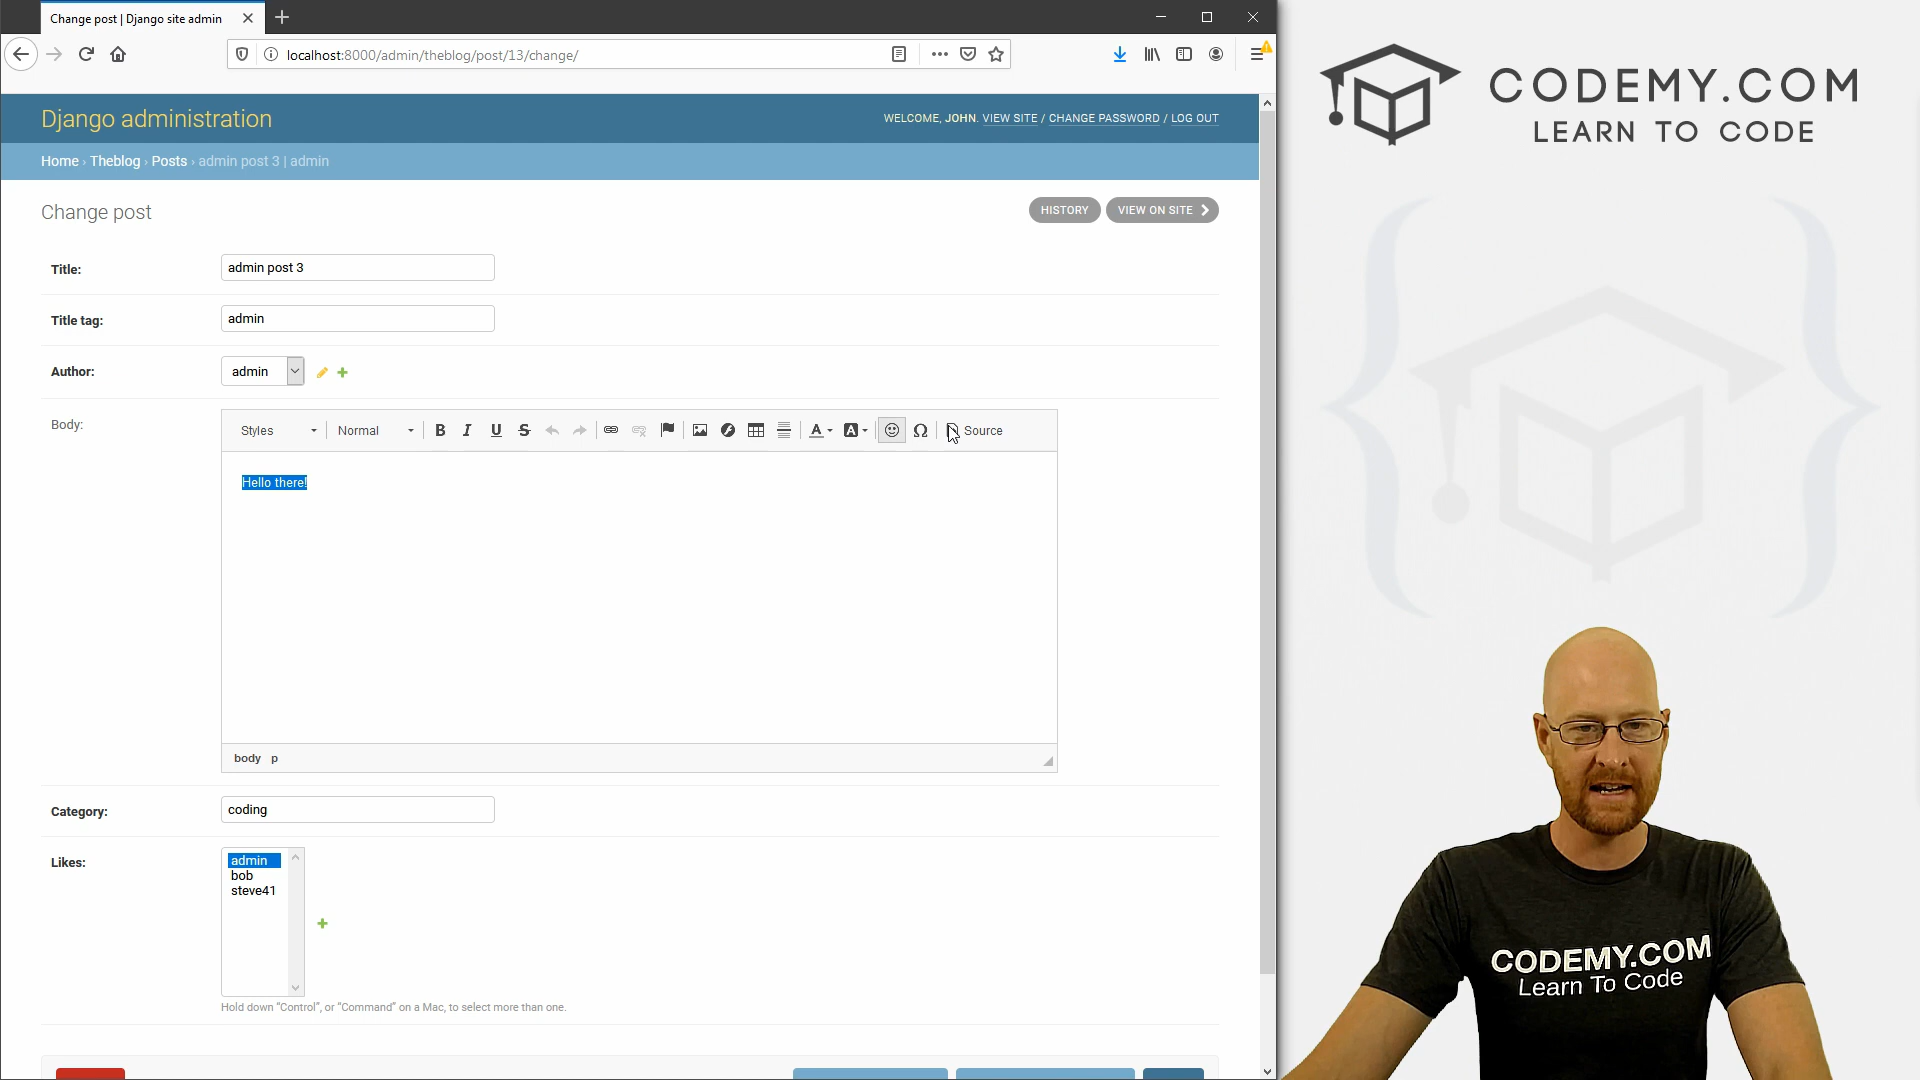 Change post | Django site admin
localhost:8000/admin/theblog/post/13/change/
Django administration
WELCOME, JOHN. VIEW SITE / CHANGE PASSWORD / LOG OUT
Home › Theblog › Posts › admin post 3 | admin
Change post
HISTORY
VIEW ON SITE
Title:
admin post 3
Title tag:
admin
Author:
admin
Body:
Styles
Normal
B I U S
A
A
Ω
Source
Hello there!
body p
Category:
coding
Likes:
admin
bob
steve41
Hold down “Control”, or “Command” on a Mac, to select more than one.
CODEMY.COM
LEARN TO CODE
CODEMY.COM
Learn To Code